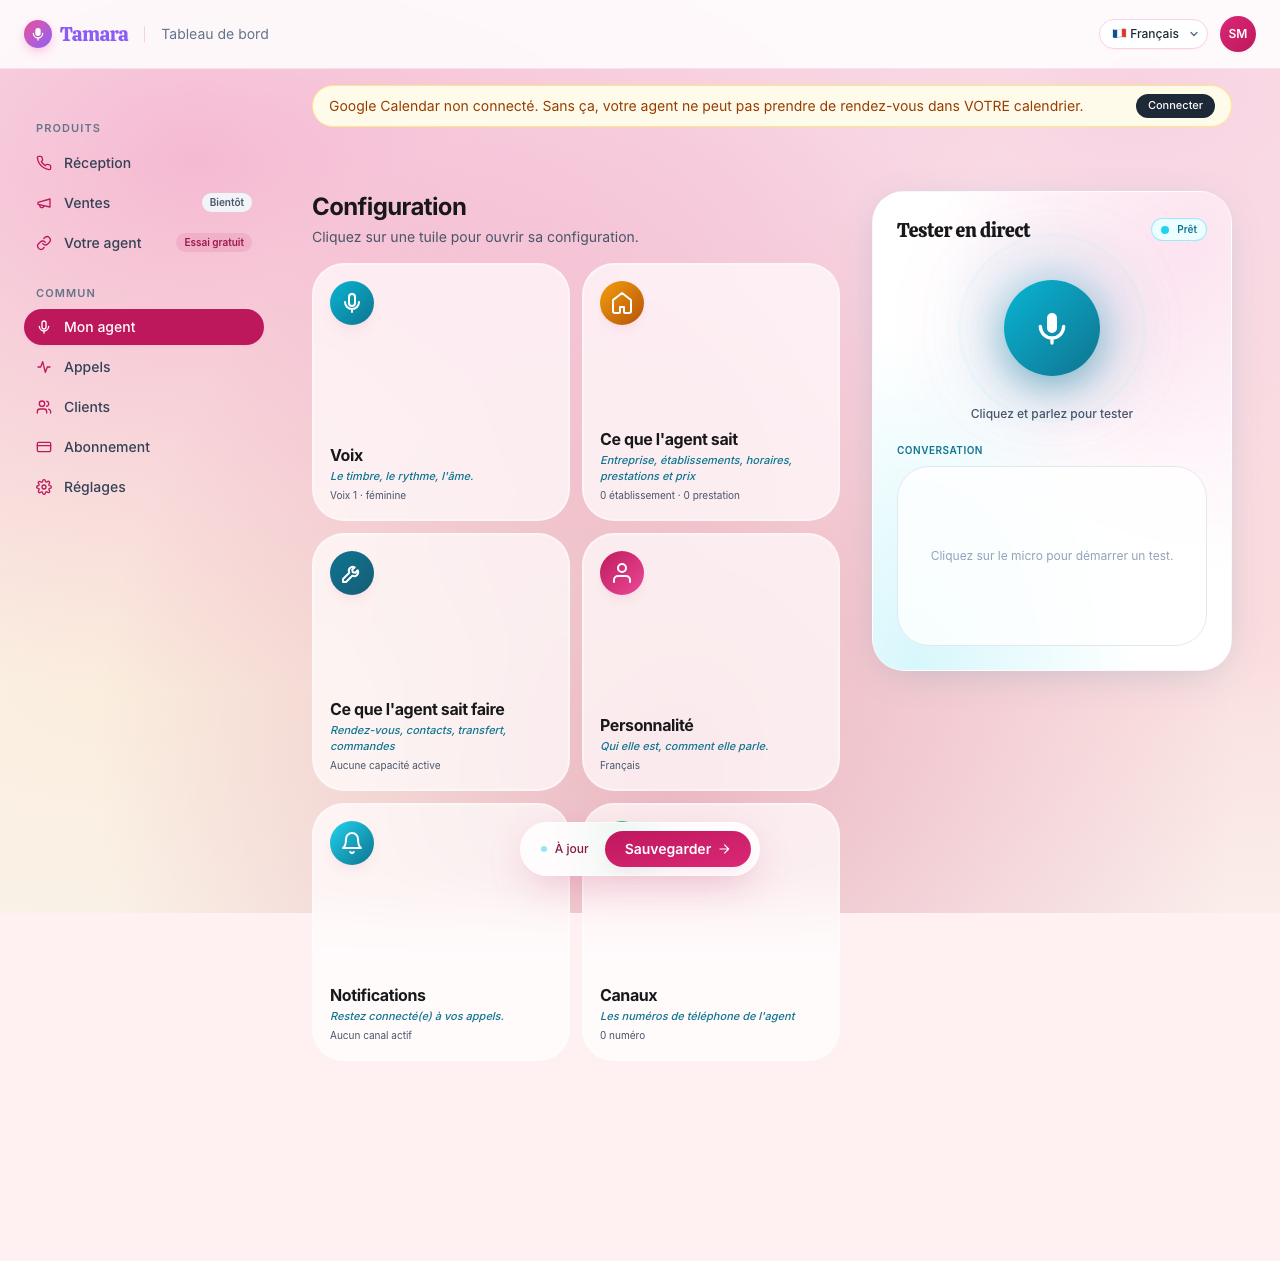 Tamara
Tableau de bord
Français
SM
Google Calendar non connecté. Sans ça, votre agent ne peut pas prendre de rendez-vous dans VOTRE calendrier.
Connecter
PRODUITS
Réception
Ventes
Bientôt
Votre agent
Essai gratuit
COMMUN
Mon agent
Appels
Clients
Abonnement
Réglages
Configuration
Cliquez sur une tuile pour ouvrir sa configuration.
Voix
Le timbre, le rythme, l'âme.
Voix 1 · féminine
Ce que l'agent sait
Entreprise, établissements, horaires,
prestations et prix
0 établissement · 0 prestation
Ce que l'agent sait faire
Rendez-vous, contacts, transfert,
commandes
Aucune capacité active
Personnalité
Qui elle est, comment elle parle.
Français
À jour
Sauvegarder
Notifications
Restez connecté(e) à vos appels.
Aucun canal actif
Canaux
Les numéros de téléphone de l'agent
0 numéro
Tester en direct
Prêt
Cliquez et parlez pour tester
CONVERSATION
Cliquez sur le micro pour démarrer un test.